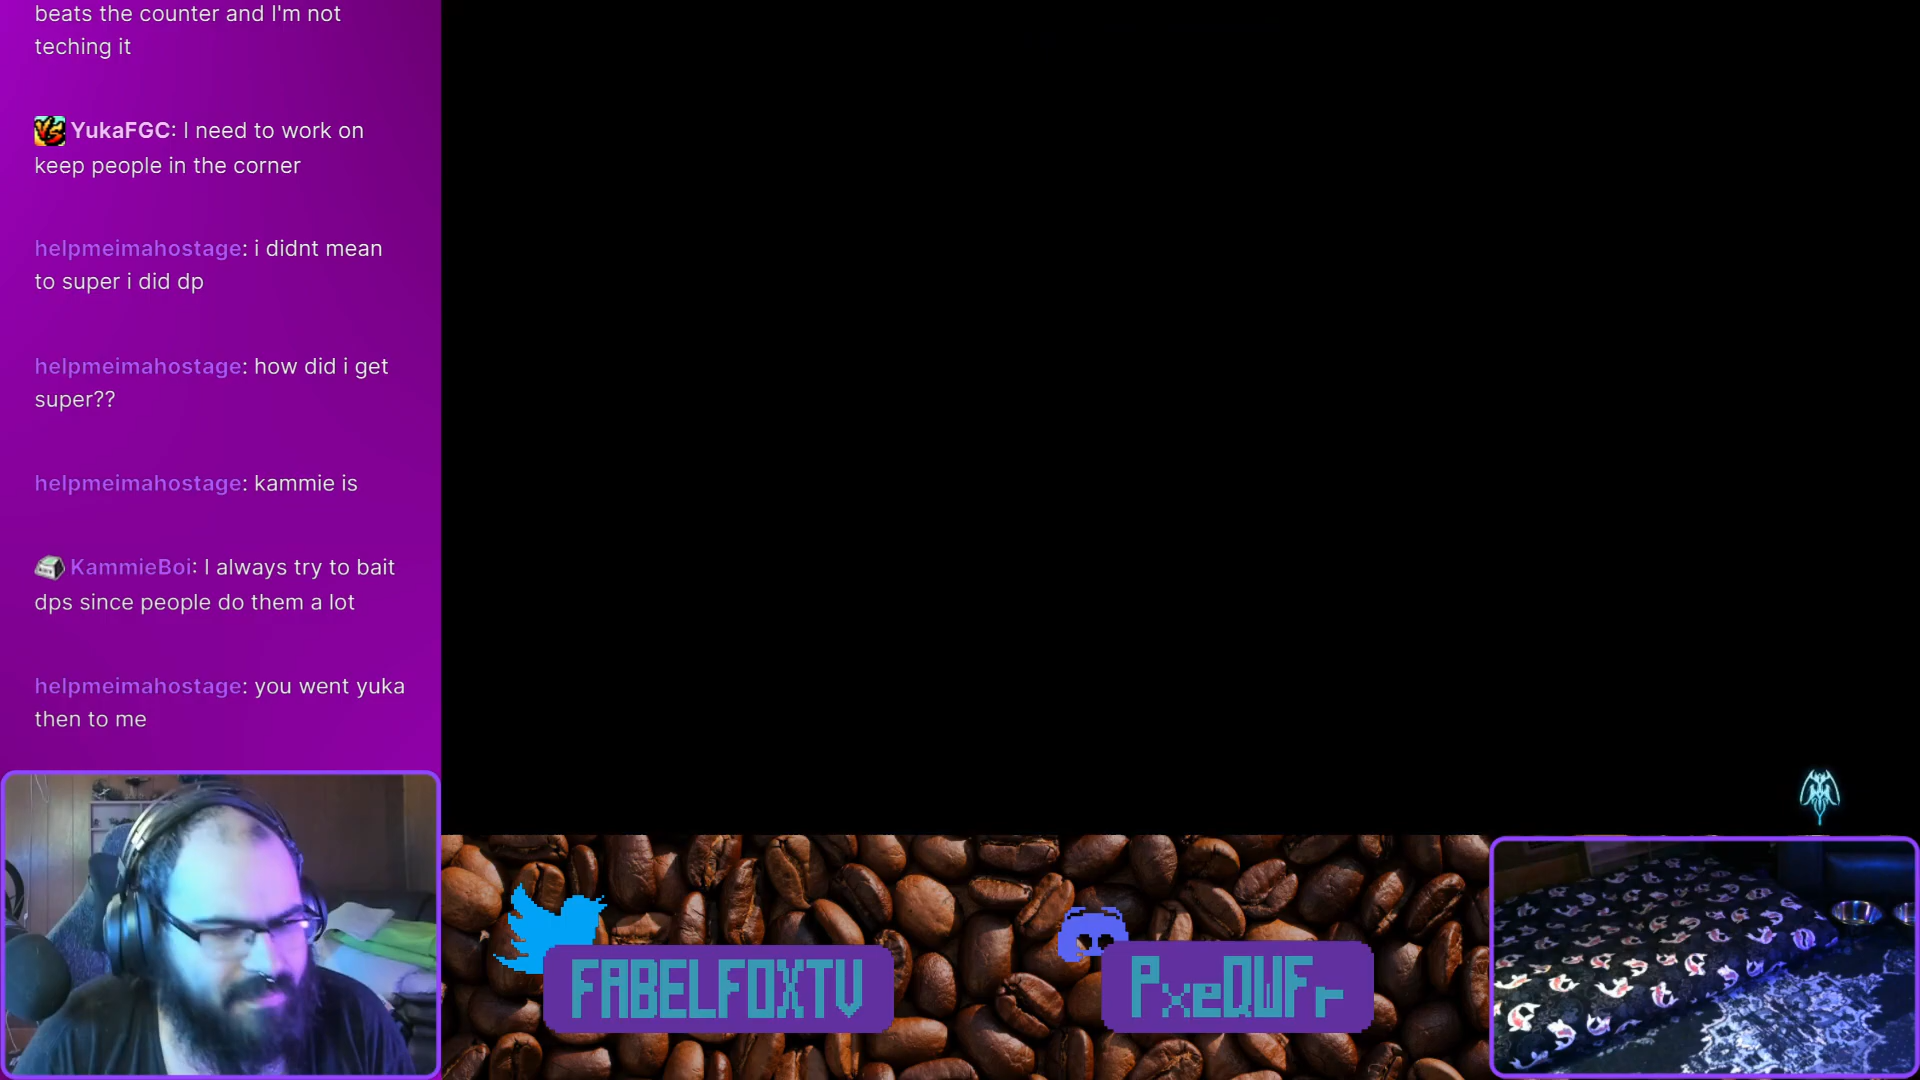 beats the counter and I'm not
teching it
YukaFGC: I need to work on
keep people in the corner
helpmeimahostage: i didnt mean
to super i did dp
helpmeimahostage: how did i get
super??
helpmeimahostage: kammie is
KammieBoi: I always try to bait
dps since people do them a lot
helpmeimahostage: you went yuka
then to me
FABELFOXTV
PxeQWFr